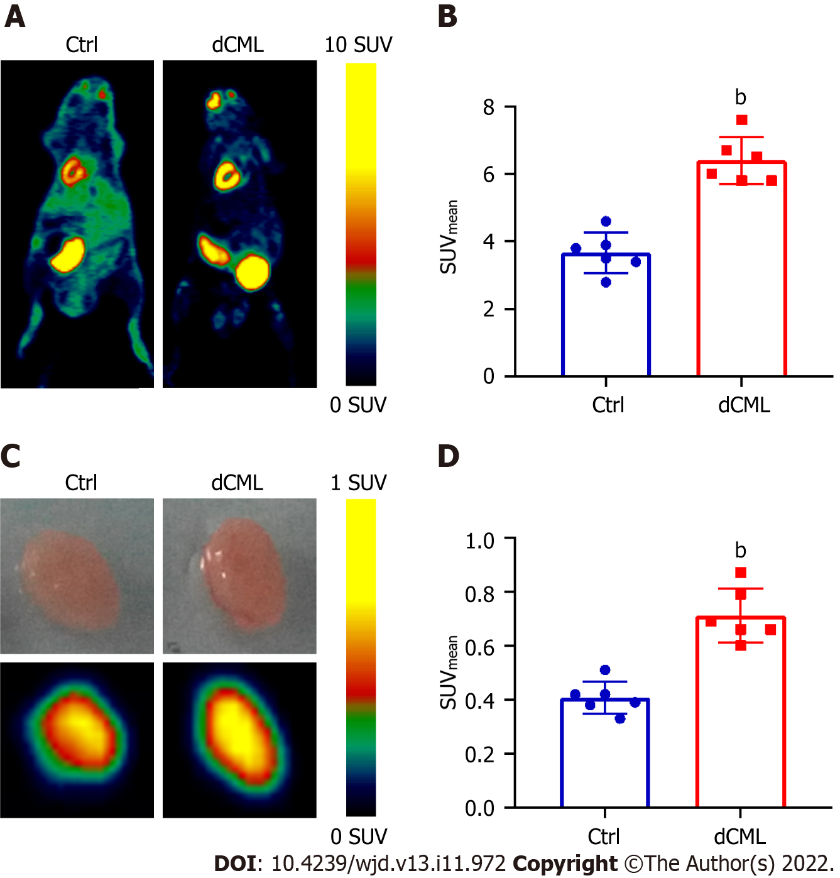 A
Ctrl
dCML
10 SUV
0 SUV
B
8
6
4
2
0
SUVmean
b
Ctrl
dCML
C
Ctrl
dCML
1 SUV
0 SUV
D
1.0
0.8
0.6
0.4
0.2
0.0
SUVmean
b
Ctrl
dCML
DOI: 10.4239/wjd.v13.i11.972 Copyright ©The Author(s) 2022.